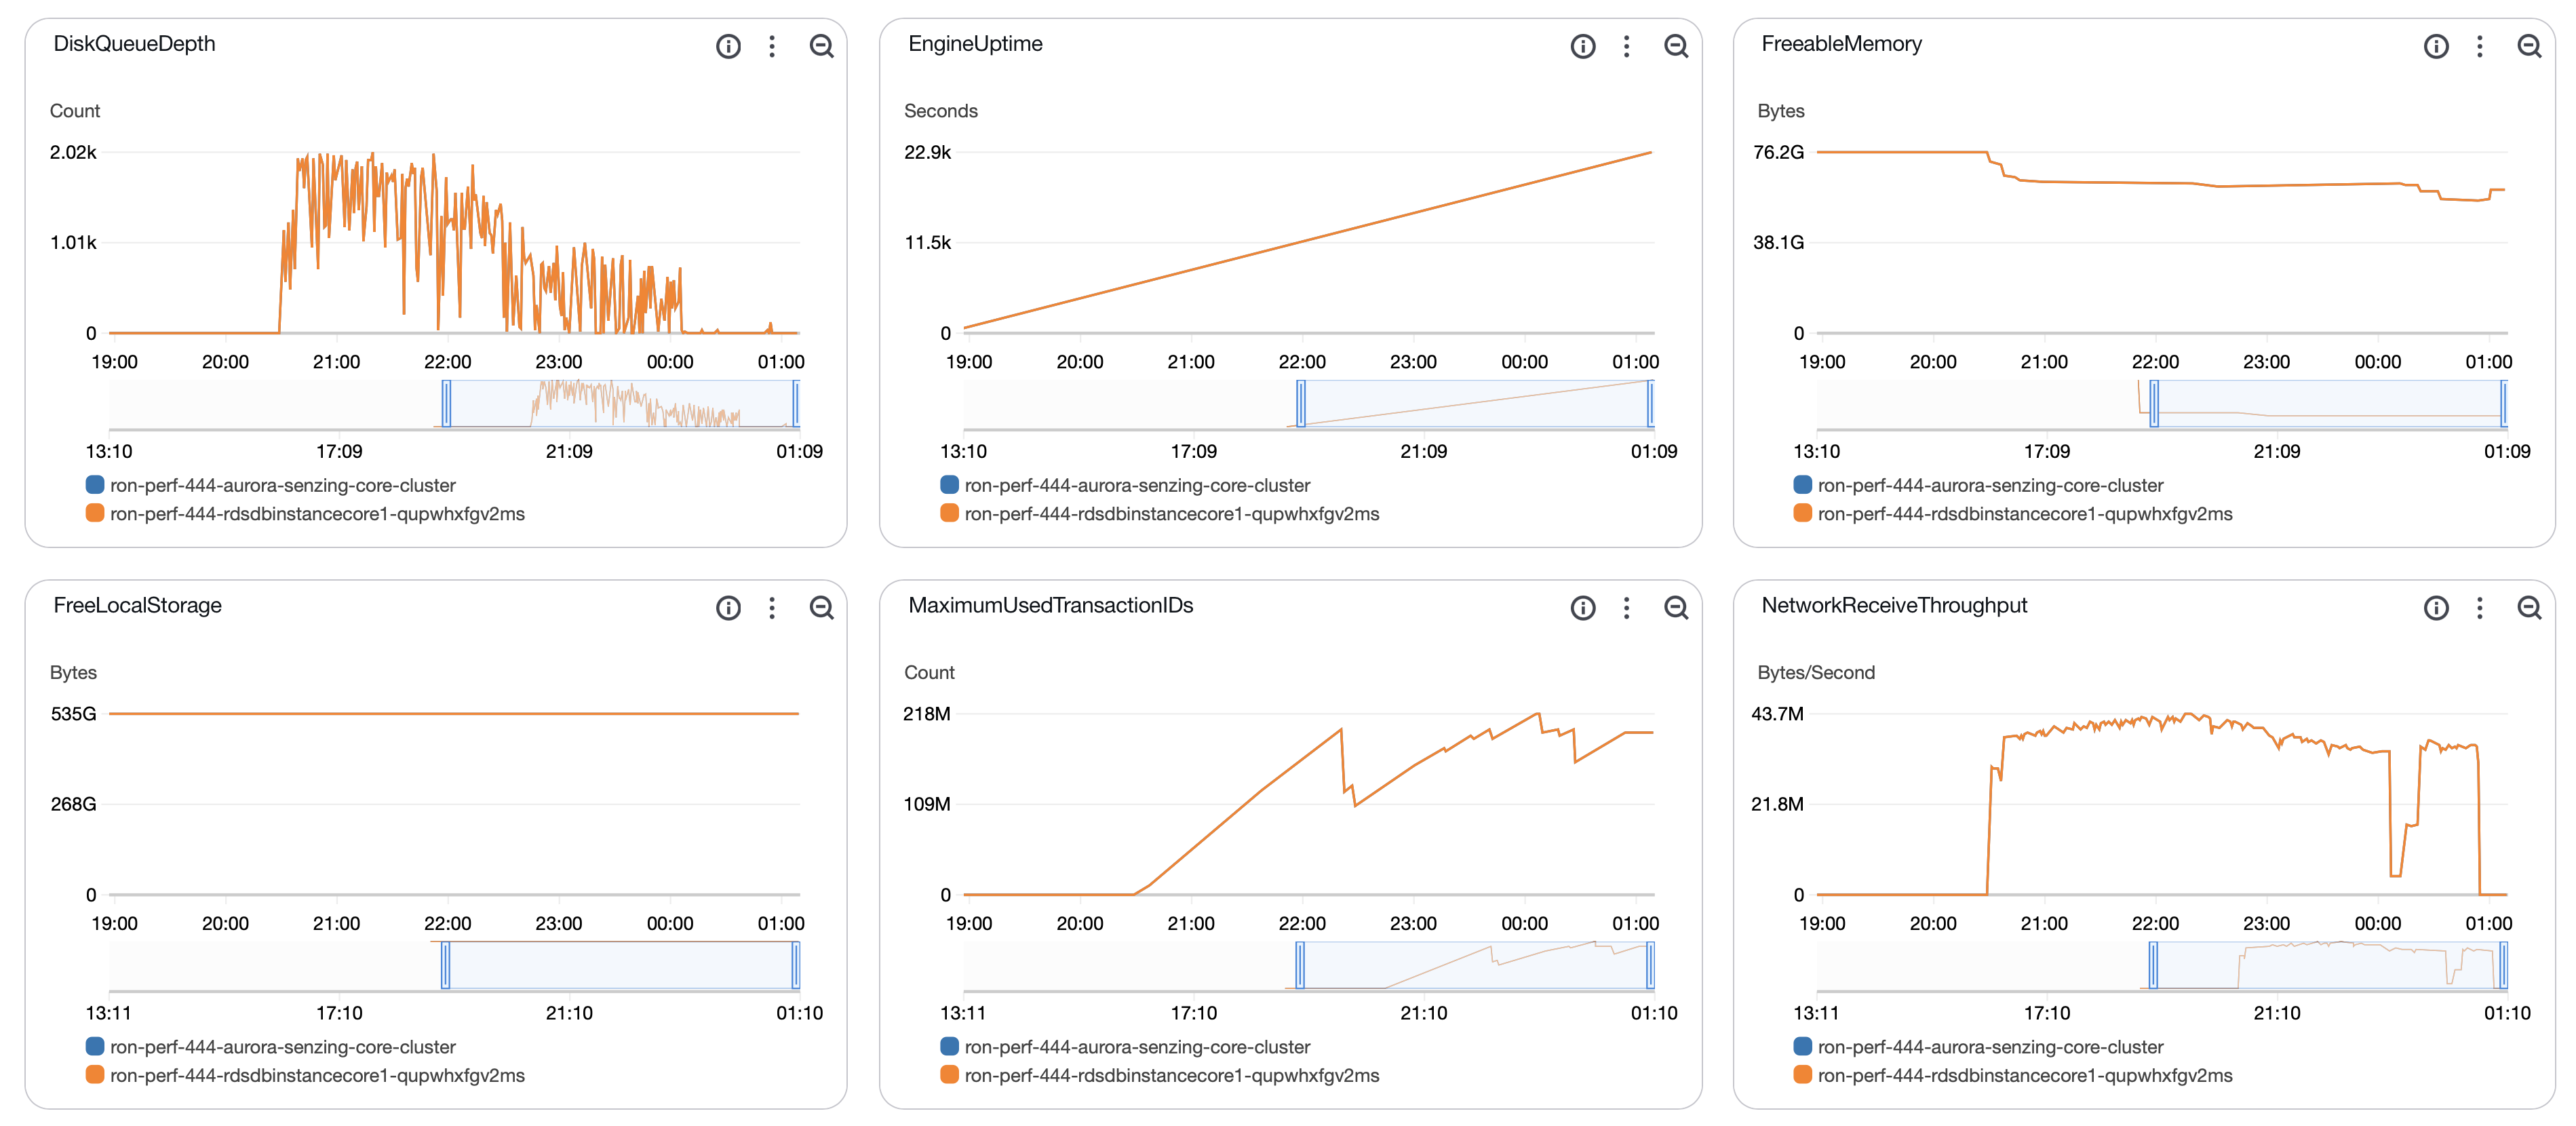 DiskQueueDepth
Count
2.02k
1.01k
0
19:00 20:00 21:00 22:00 23:00 00:00 01:00
13:10 17:09 21:09 01:09
ron-perf-444-aurora-senzing-core-cluster
ron-perf-444-rdsdbinstancecore1-qupwhxfgv2ms
EngineUptime
Seconds
22.9k
11.5k
0
19:00 20:00 21:00 22:00 23:00 00:00 01:00
13:10 17:09 21:09 01:09
ron-perf-444-aurora-senzing-core-cluster
ron-perf-444-rdsdbinstancecore1-qupwhxfgv2ms
FreeableMemory
Bytes
76.2G
38.1G
0
19:00 20:00 21:00 22:00 23:00 00:00 01:00
13:10 17:09 21:09 01:09
ron-perf-444-aurora-senzing-core-cluster
ron-perf-444-rdsdbinstancecore1-qupwhxfgv2ms
FreeLocalStorage
Bytes
535G
268G
0
19:00 20:00 21:00 22:00 23:00 00:00 01:00
13:11 17:10 21:10 01:10
ron-perf-444-aurora-senzing-core-cluster
ron-perf-444-rdsdbinstancecore1-qupwhxfgv2ms
MaximumUsedTransactionIDs
Count
218M
109M
0
19:00 20:00 21:00 22:00 23:00 00:00 01:00
13:11 17:10 21:10 01:10
ron-perf-444-aurora-senzing-core-cluster
ron-perf-444-rdsdbinstancecore1-qupwhxfgv2ms
NetworkReceiveThroughput
Bytes/Second
43.7M
21.8M
0
19:00 20:00 21:00 22:00 23:00 00:00 01:00
13:11 17:10 21:10 01:10
ron-perf-444-aurora-senzing-core-cluster
ron-perf-444-rdsdbinstancecore1-qupwhxfgv2ms